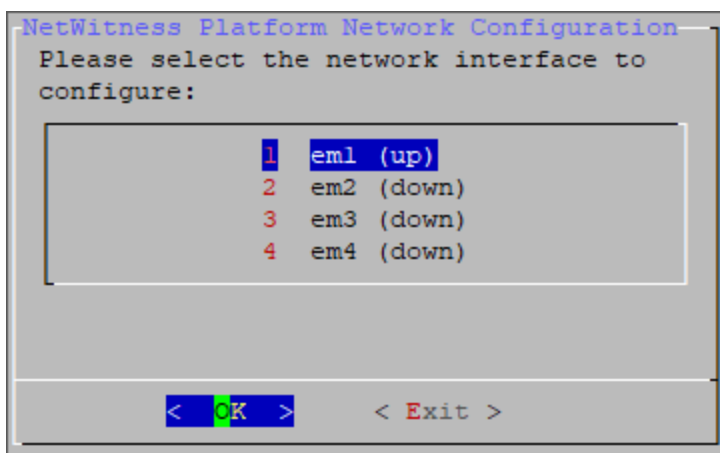 NetWitness Platform Network Configuration
Please select the network interface to
configure:
1 em1 (up)
2 em2 (down)
3 em3 (down)
4 em4 (down)
< OK > < Exit >